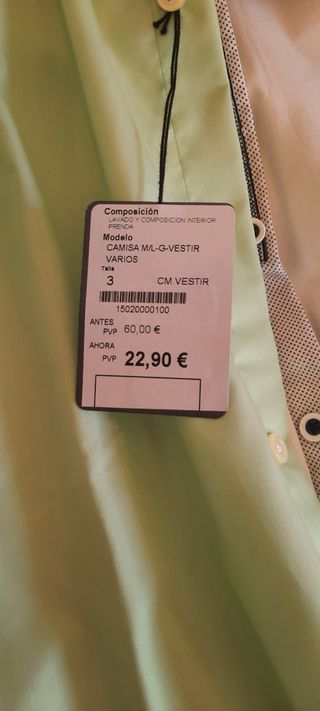 Composición
LAVADO Y COMPOSICION INTERIOR
PRENDA
Modelo
CAMISA M/L-G-VESTIR
VARIOS
Talla
3 CM VESTIR
15020000100
ANTES
PVP 60,00 €
AHORA
PVP 22,90 €